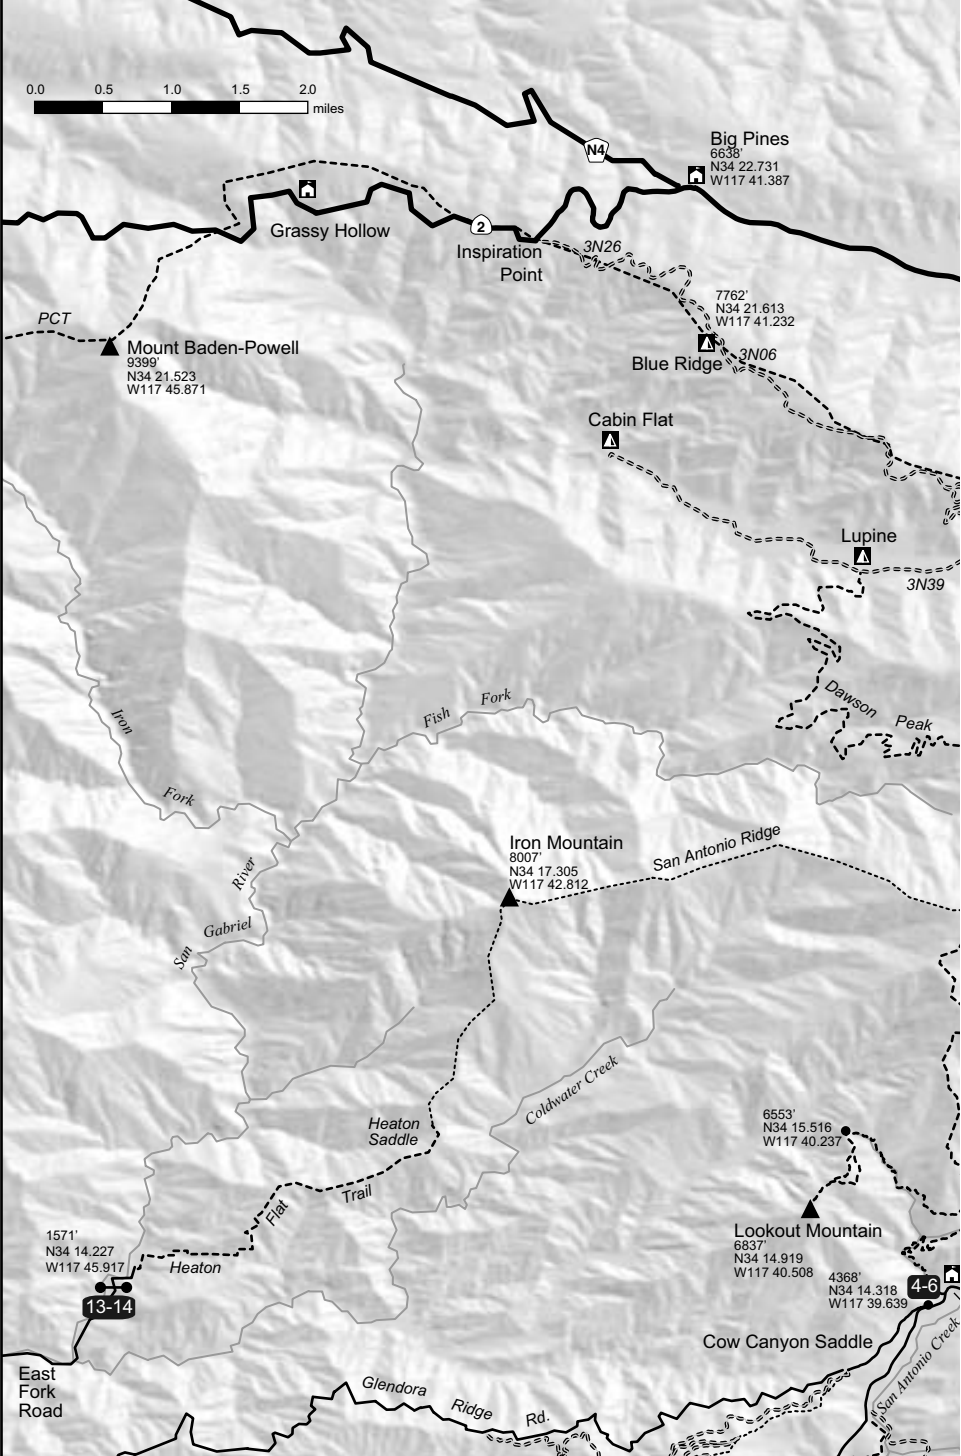 0.0 0.5 1.0 1.5 2.0
miles
N4
Big Pines
6638'
N34 22.731
W117 41.387
Grassy Hollow
2
Inspiration
Point
3N26
PCT
7762'
N34 21.613
W117 41.232
Mount Baden-Powell
9399'
N34 21.523
W117 45.871
Blue Ridge
3N06
Cabin Flat
Lupine
3N39
Dawson
Peak
Fish
Fork
Iron
Fork
Iron Mountain
8007'
N34 17.305
W117 42.812
San Antonio Ridge
River
Gabriel
San
Coldwater Creek
Heaton
Saddle
6553'
N34 15.516
W117 40.237
Trail
Flat
Heaton
1571'
N34 14.227
W117 45.917
13-14
Lookout Mountain
6837'
N34 14.919
W117 40.508
4368'
N34 14.318
W117 39.639
4-6
Cow Canyon Saddle
San Antonio Creek
East
Fork
Road
Glendora
Ridge
Rd.